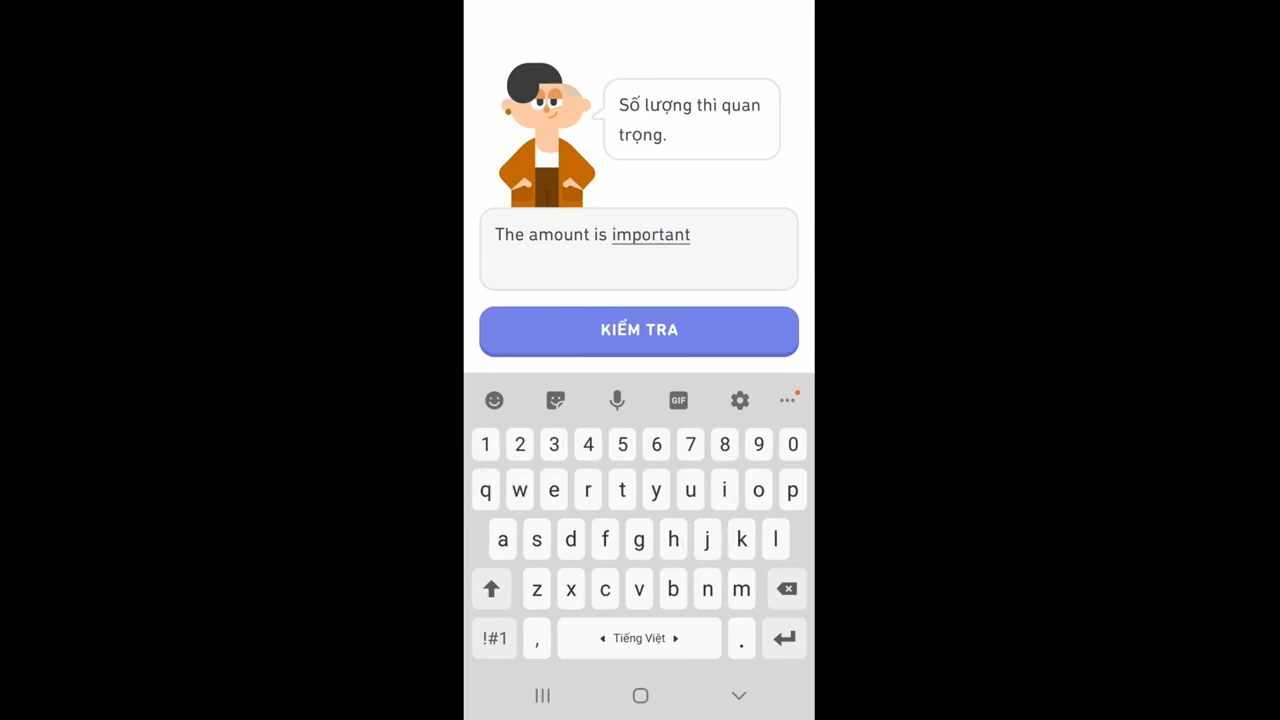 Số lượng thì quan
trọng.
The amount is important
KIỂM TRA
GIF
1 2 3 4 5 6 7 8 9 0
q w e r t y u i o p
a s d f g h j k l
z x c v b n m
!#1 , Tiếng Việt .